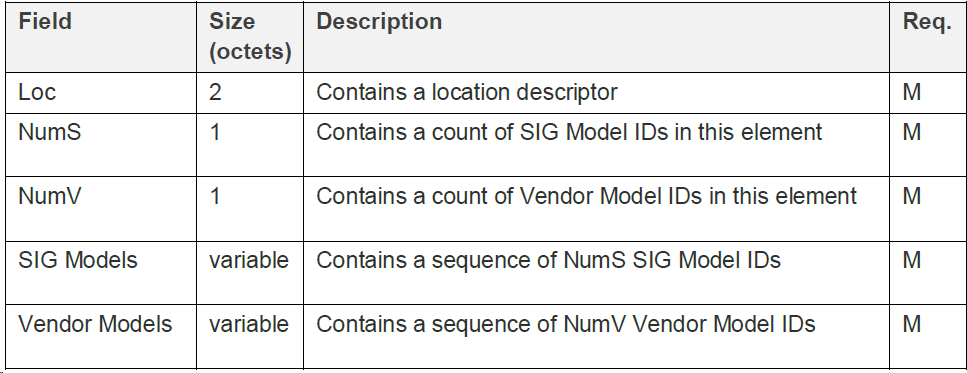 Field Size (octets) Description Req.
Loc 2 Contains a location descriptor M
NumS 1 Contains a count of SIG Model IDs in this element M
NumV 1 Contains a count of Vendor Model IDs in this element M
SIG Models variable Contains a sequence of NumS SIG Model IDs M
Vendor Models variable Contains a sequence of NumV Vendor Model IDs M